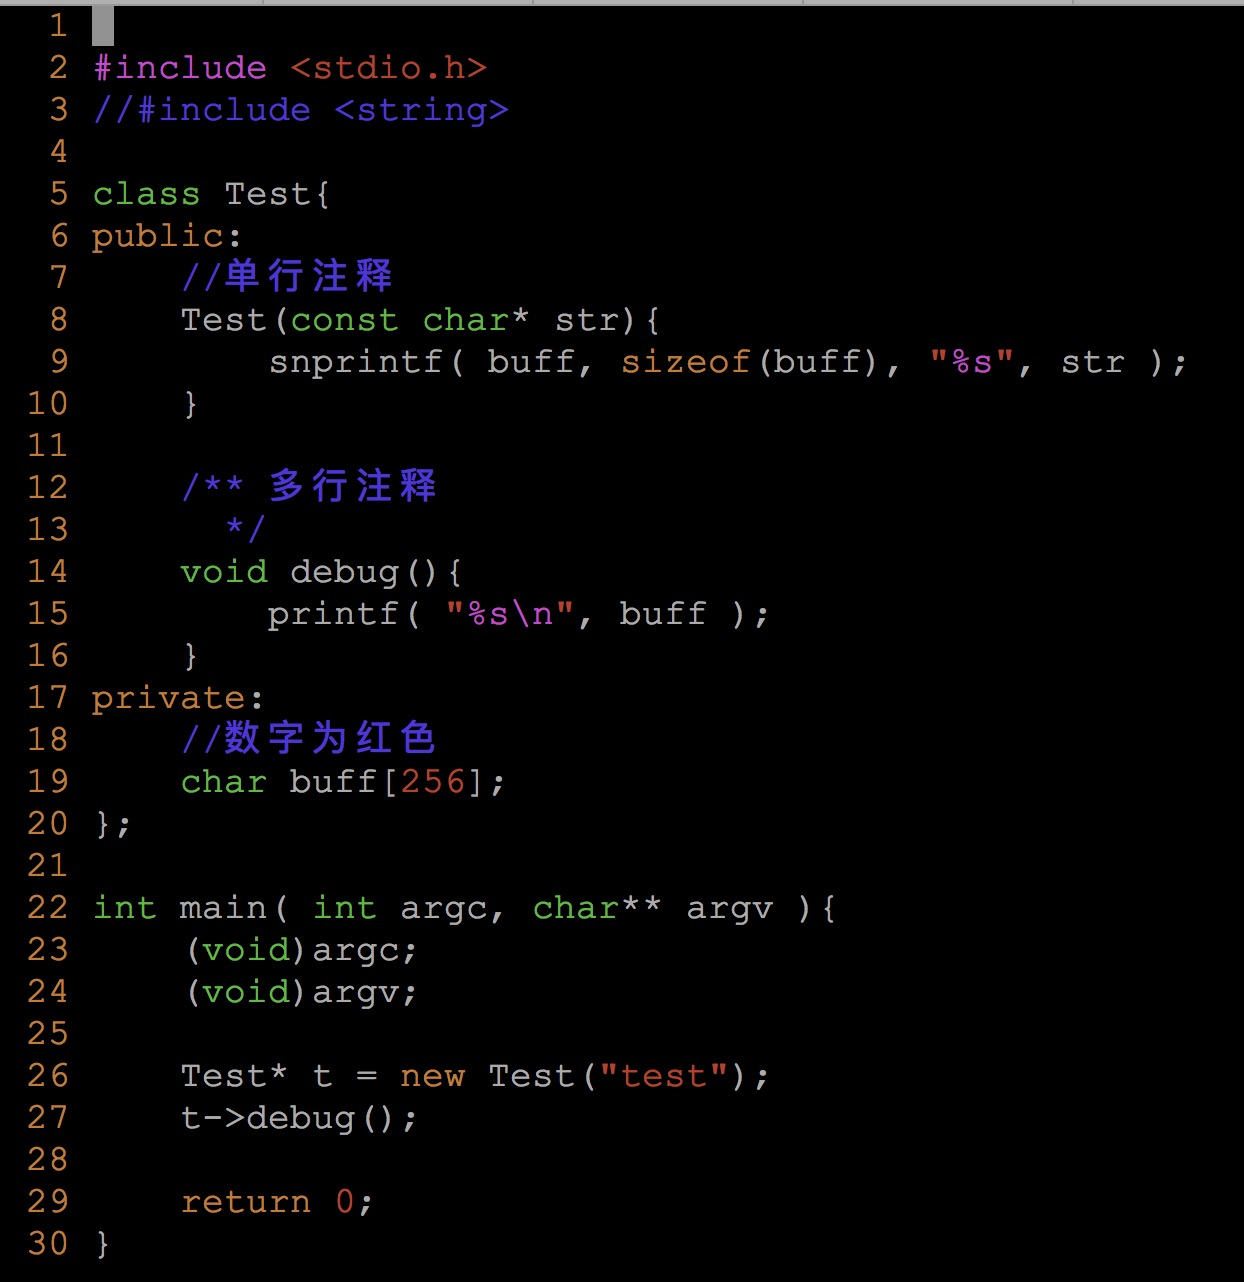 1
2 #include <stdio.h>
3 //#include <string>
4
5 class Test{
6 public:
7     //单行注释
8     Test(const char* str){
9         snprintf( buff, sizeof(buff), "%s", str );
10     }
11
12     /** 多行注释
13       */
14     void debug(){
15         printf( "%s\n", buff );
16     }
17 private:
18     //数字为红色
19     char buff[256];
20 };
21
22 int main( int argc, char** argv ){
23     (void)argc;
24     (void)argv;
25
26     Test* t = new Test("test");
27     t->debug();
28
29     return 0;
30 }